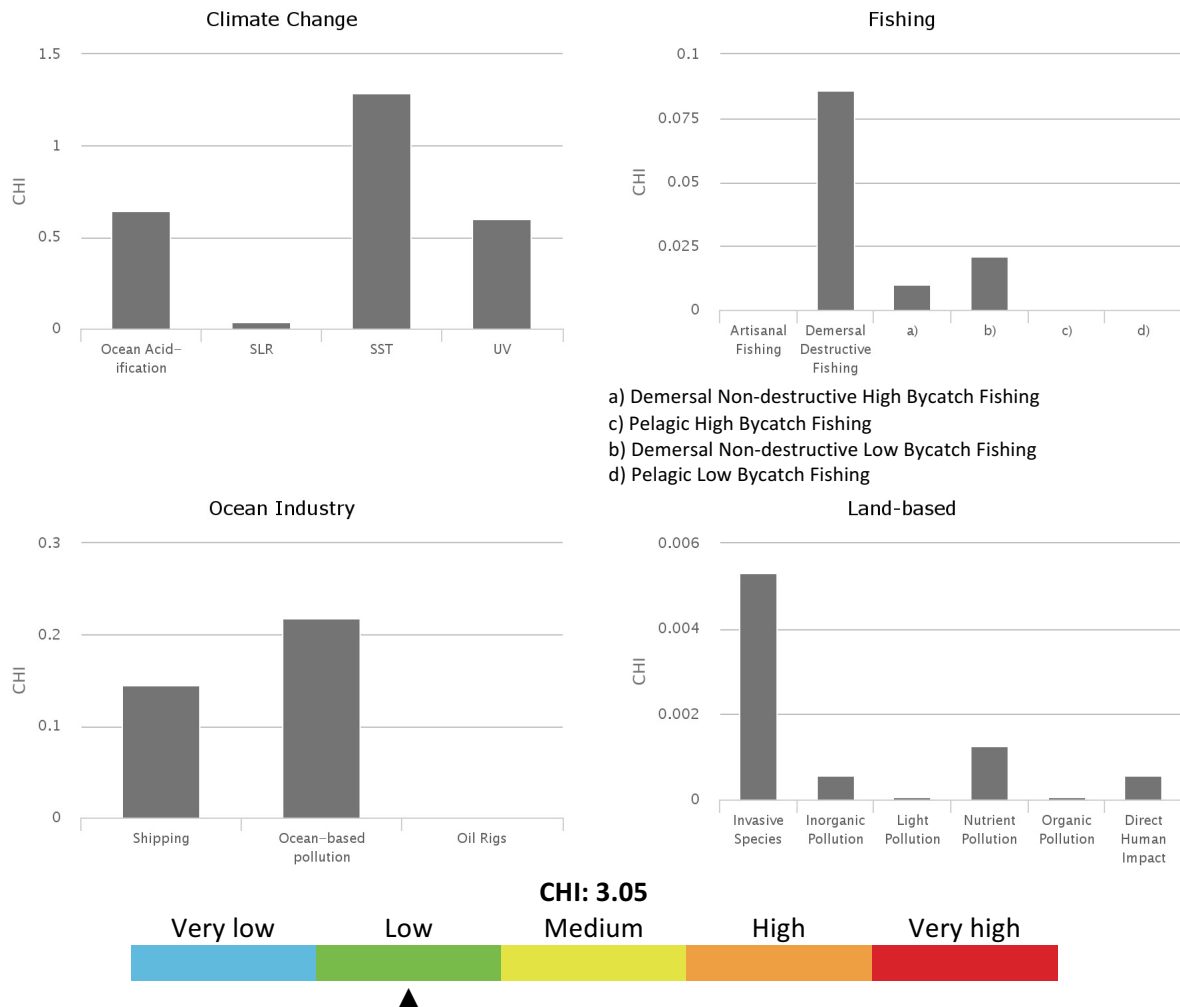 Climate Change
1.5
1
0.5
0
CHI
Ocean Acid–
ification
SLR
SST
UV
Fishing
0.1
0.075
0.05
0.025
0
CHI
Artisanal
Fishing
Demersal
Destructive
Fishing
a)
b)
c)
d)
a) Demersal Non-destructive High Bycatch Fishing
c) Pelagic High Bycatch Fishing
b) Demersal Non-destructive Low Bycatch Fishing
d) Pelagic Low Bycatch Fishing
Ocean Industry
0.3
0.2
0.1
0
CHI
Shipping
Ocean–based
pollution
Oil Rigs
Land-based
0.006
0.004
0.002
0
CHI
Invasive
Species
Inorganic
Pollution
Light
Pollution
Nutrient
Pollution
Organic
Pollution
Direct
Human
Impact
CHI: 3.05
Very low
Low
Medium
High
Very high